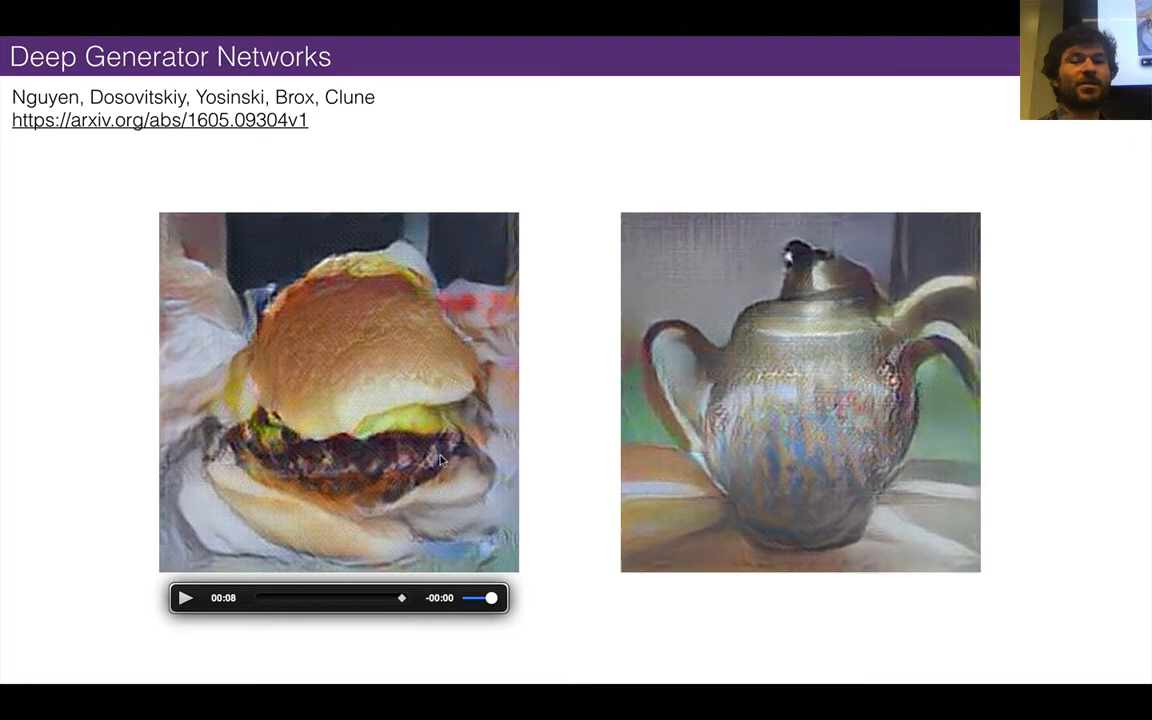 Deep Generator Networks
Nguyen, Dosovitskiy, Yosinski, Brox, Clune
https://arxiv.org/abs/1605.09304v1
00:08
-00:00